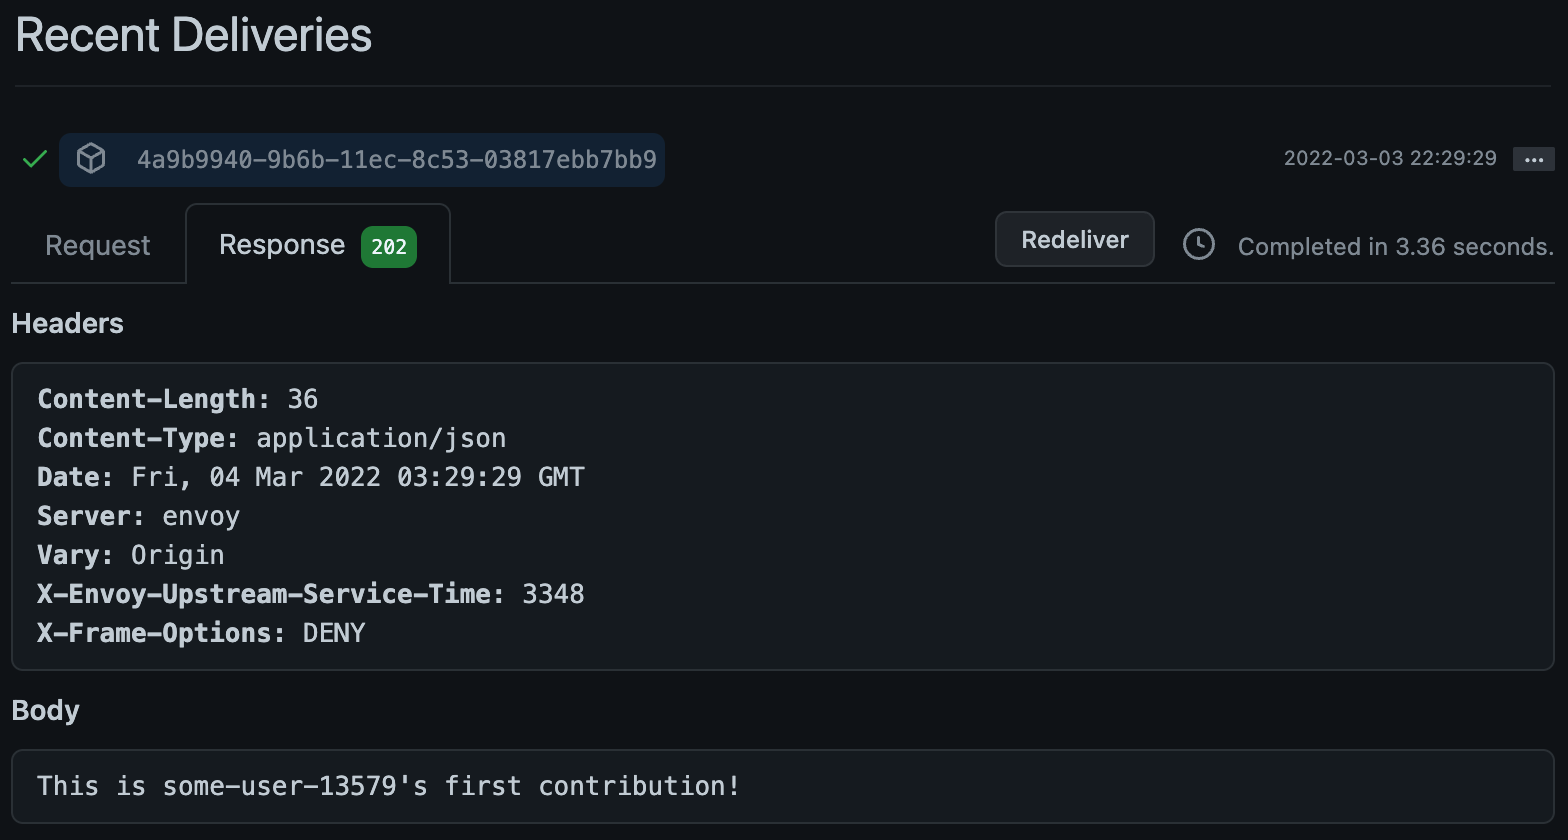 Recent Deliveries
4a9b9940-9b6b-11ec-8c53-03817ebb7bb9 2022-03-03 22:29:29 ...
Request Response 202 Redeliver Completed in 3.36 seconds.
Headers
Content-Length: 36
Content-Type: application/json
Date: Fri, 04 Mar 2022 03:29:29 GMT
Server: envoy
Vary: Origin
X-Envoy-Upstream-Service-Time: 3348
X-Frame-Options: DENY
Body
This is some-user-13579's first contribution!